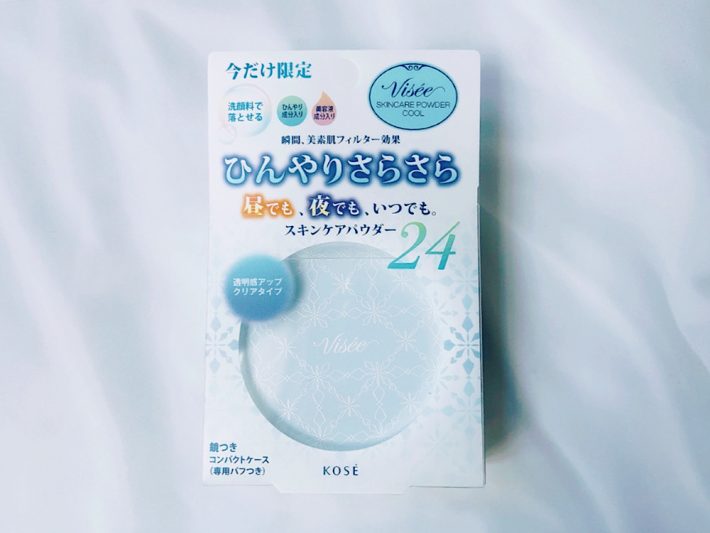 今だけ限定
Visée
SKINCARE POWDER
COOL
洗顔料で
落とせる
ひんやり
成分入り
美容液
成分入り
瞬間、美素肌フィルター効果
ひんやりさらさら
昼でも、夜でも、いつでも。
スキンケアパウダー
24
透明感アップ
クリアタイプ
Visée
鏡つき
コンパクトケース
(専用パフつき)
KOSÉ